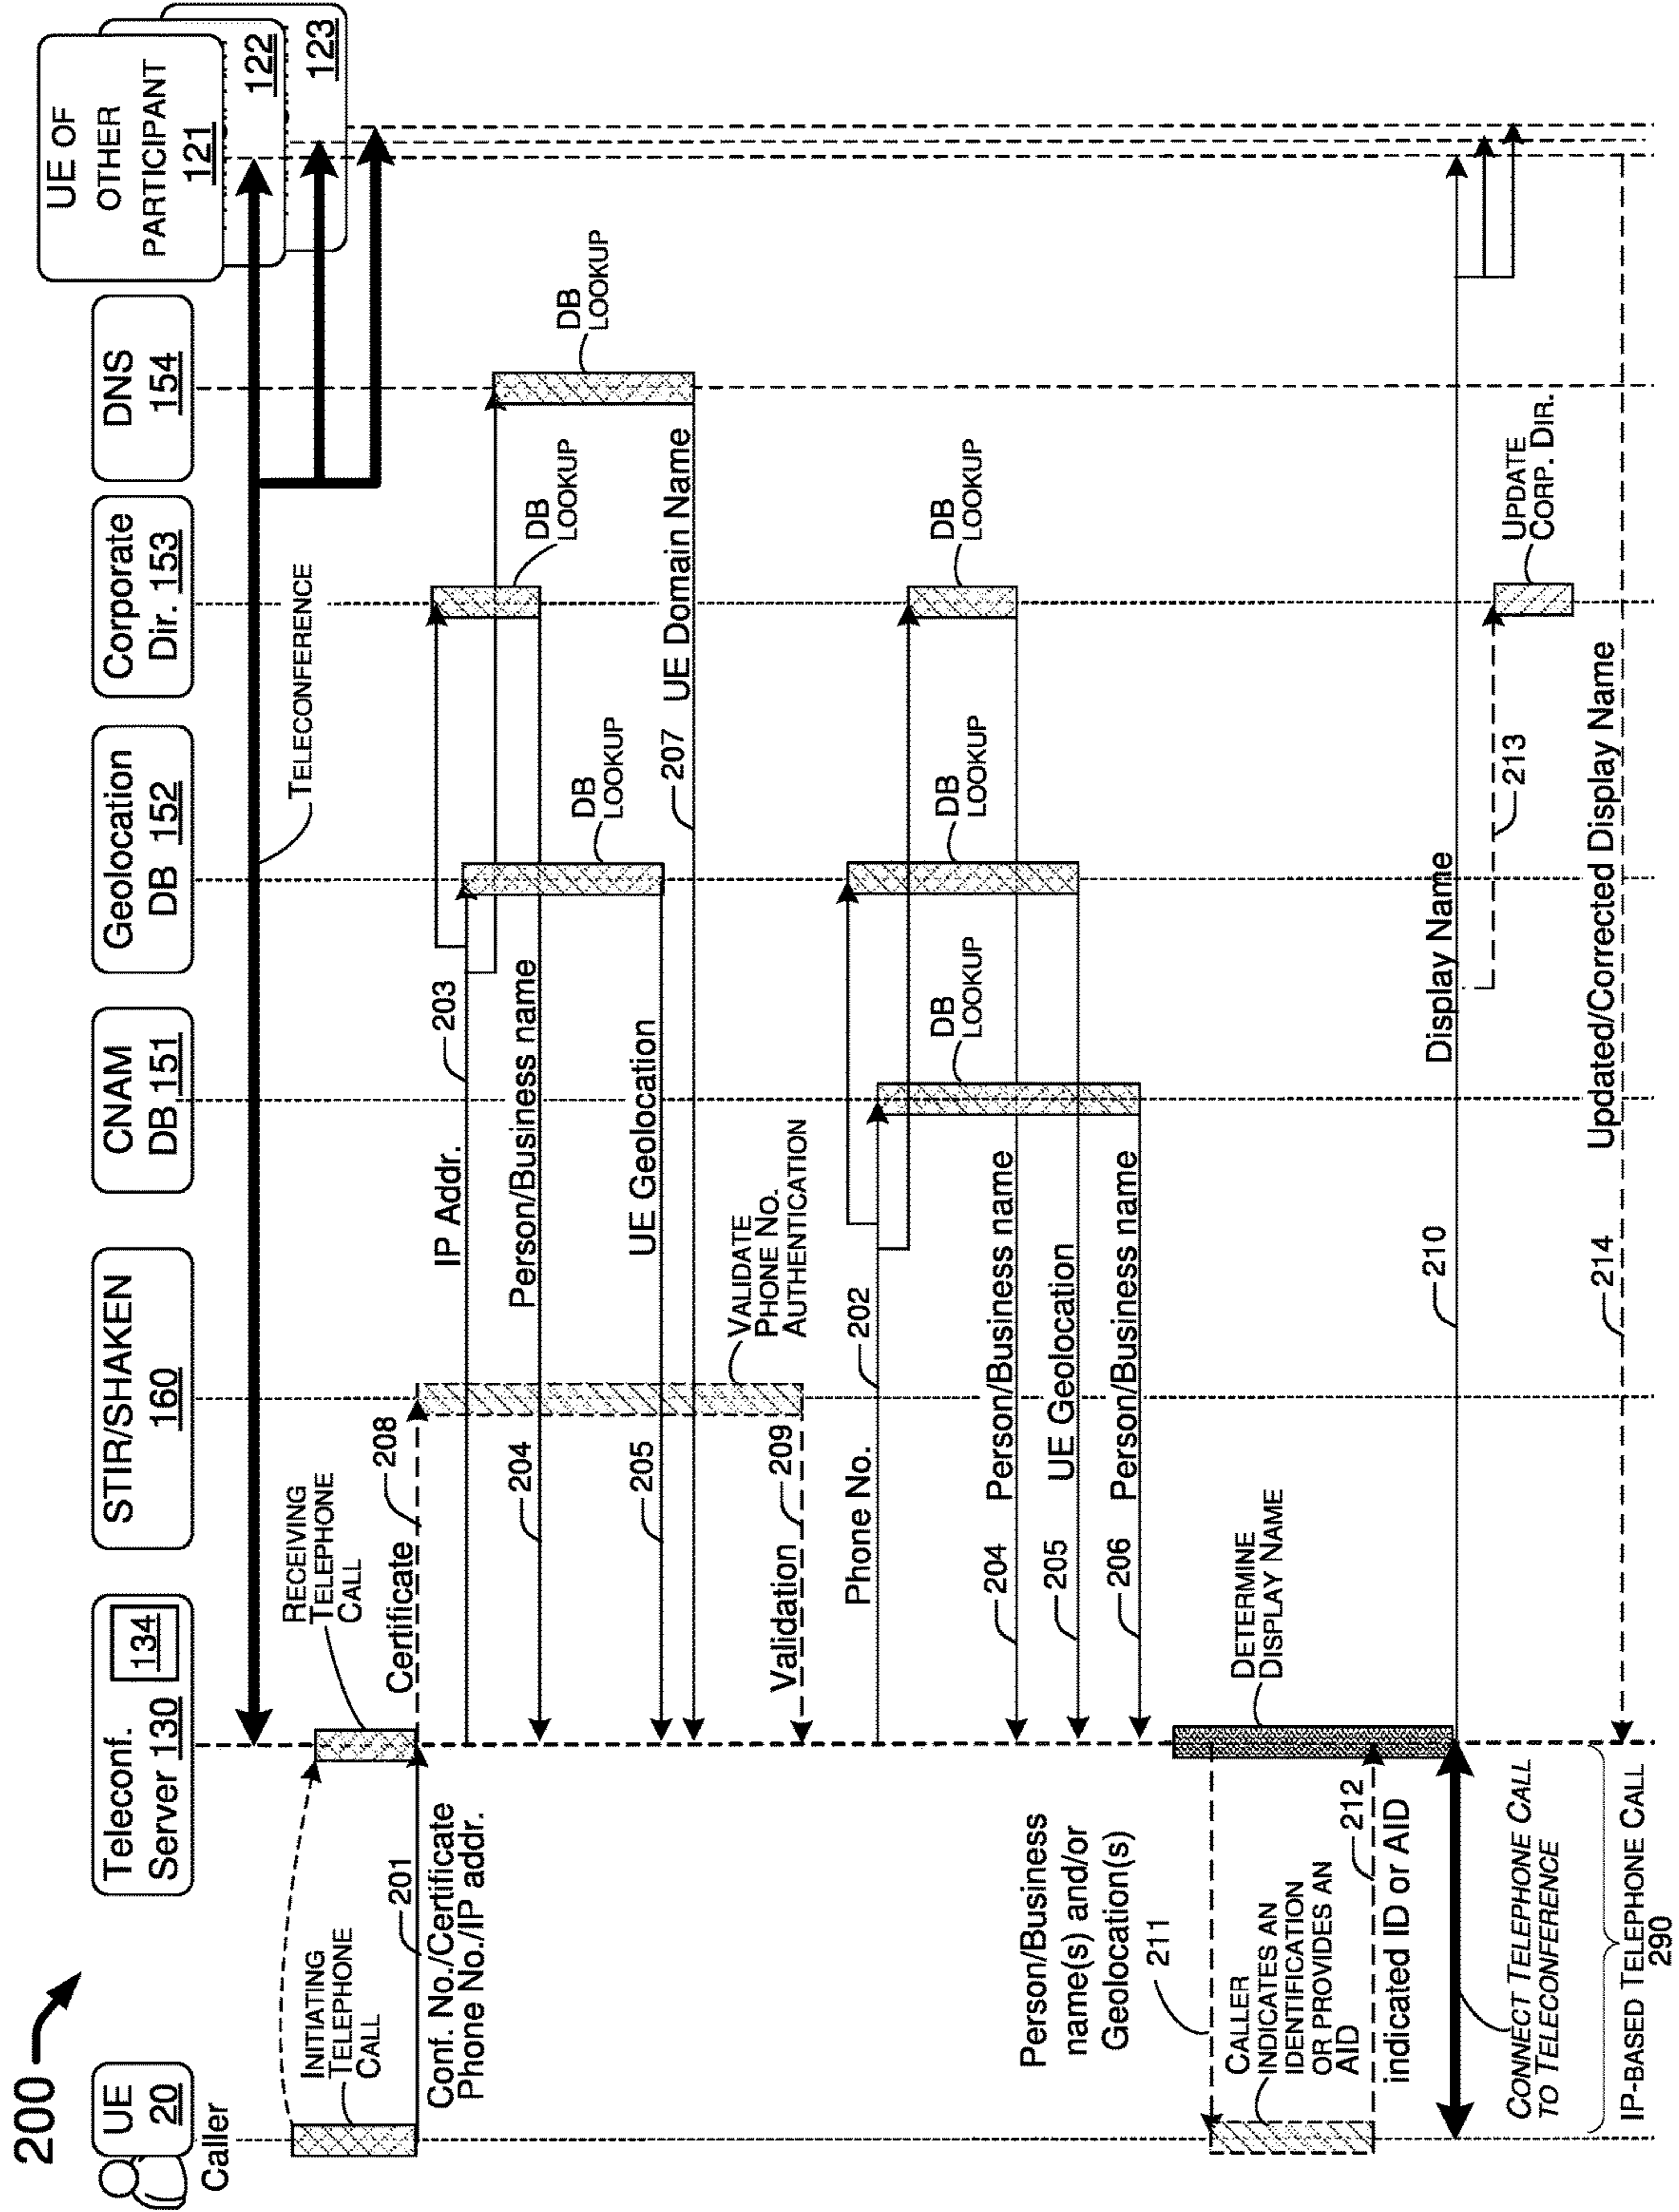 200
UE
20
Caller
Teleconf.
Server 130
134
STIR/SHAKEN
160
CNAM
DB 151
Geolocation
DB 152
Corporate
Dir. 153
DNS
154
UE OF
OTHER
PARTICIPANT
121
122
123
TELECONFERENCE
INITIATING
TELEPHONE
CALL
RECEIVING
TELEPHONE
CALL
201
Conf. No./Certificate
Phone No./IP addr.
Certificate
208
IP Addr.
203
DB
LOOKUP
DB
LOOKUP
DB
LOOKUP
204
Person/Business name
205
UE Geolocation
207
UE Domain Name
VALIDATE
PHONE NO.
AUTHENTICATION
Validation
209
Phone No.
202
DB
LOOKUP
DB
LOOKUP
DB
LOOKUP
204
Person/Business name
205
UE Geolocation
206
Person/Business name
Person/Business
name(s) and/or
Geolocation(s)
211
DETERMINE
DISPLAY NAME
CALLER
INDICATES AN
IDENTIFICATION
OR PROVIDES AN
AID
212
indicated ID or AID
210
Display Name
CONNECT TELEPHONE CALL
TO TELECONFERENCE
213
UPDATE
CORP. DIR.
214
Updated/Corrected Display Name
IP-BASED TELEPHONE CALL
290